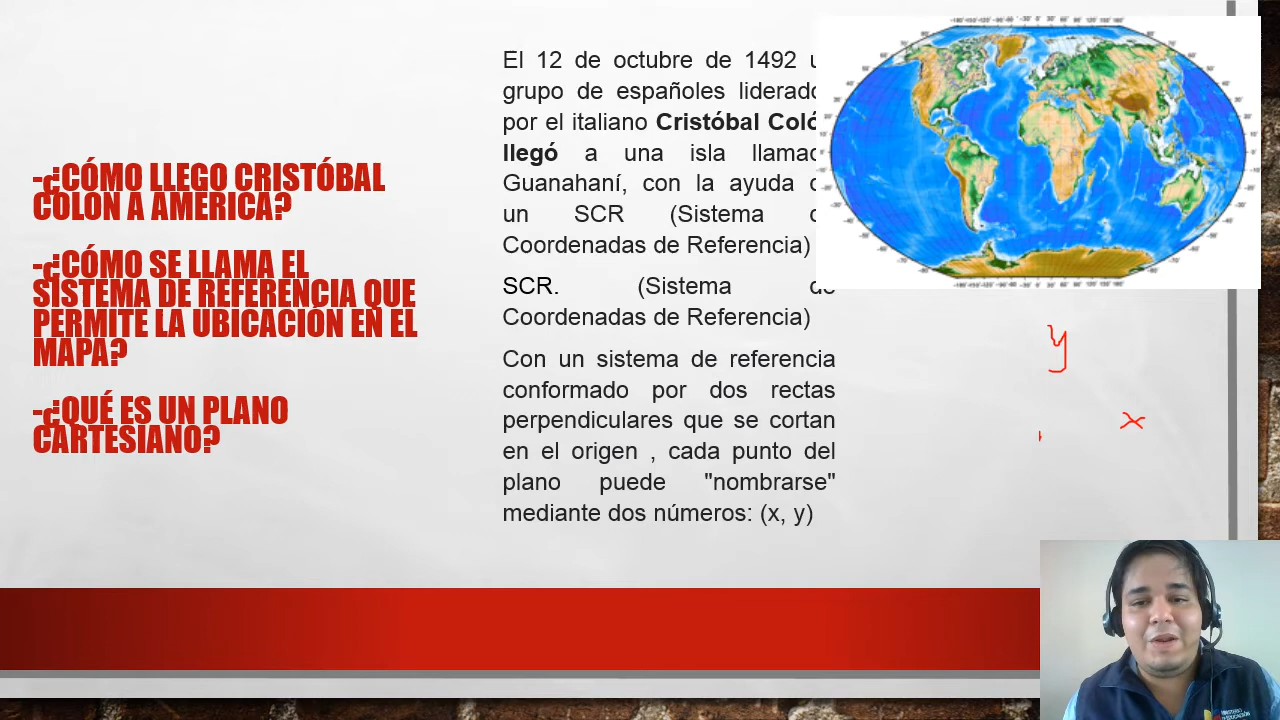 -¿CÓMO LLEGO CRISTÓBAL
COLON A AMERICA?
-¿CÓMO SE LLAMA EL
SISTEMA DE REFERENCIA QUE
PERMITE LA UBICACIÓN EN EL
MAPA?
-¿QUÉ ES UN PLANO
CARTESIANO?
El 12 de octubre de 1492
grupo de españoles
por el italiano Cristóbal
llegó a una isla
Guanahaní, con la ayuda
un SCR (Sistema
Coordenadas de Referencia)
SCR. (Sistema de
Coordenadas de Referencia)
Con un sistema de referencia
conformado por dos rectas
perpendiculares que se cortan
en el origen , cada punto del
plano puede "nombrarse"
mediante dos números: (x, y)
y
x